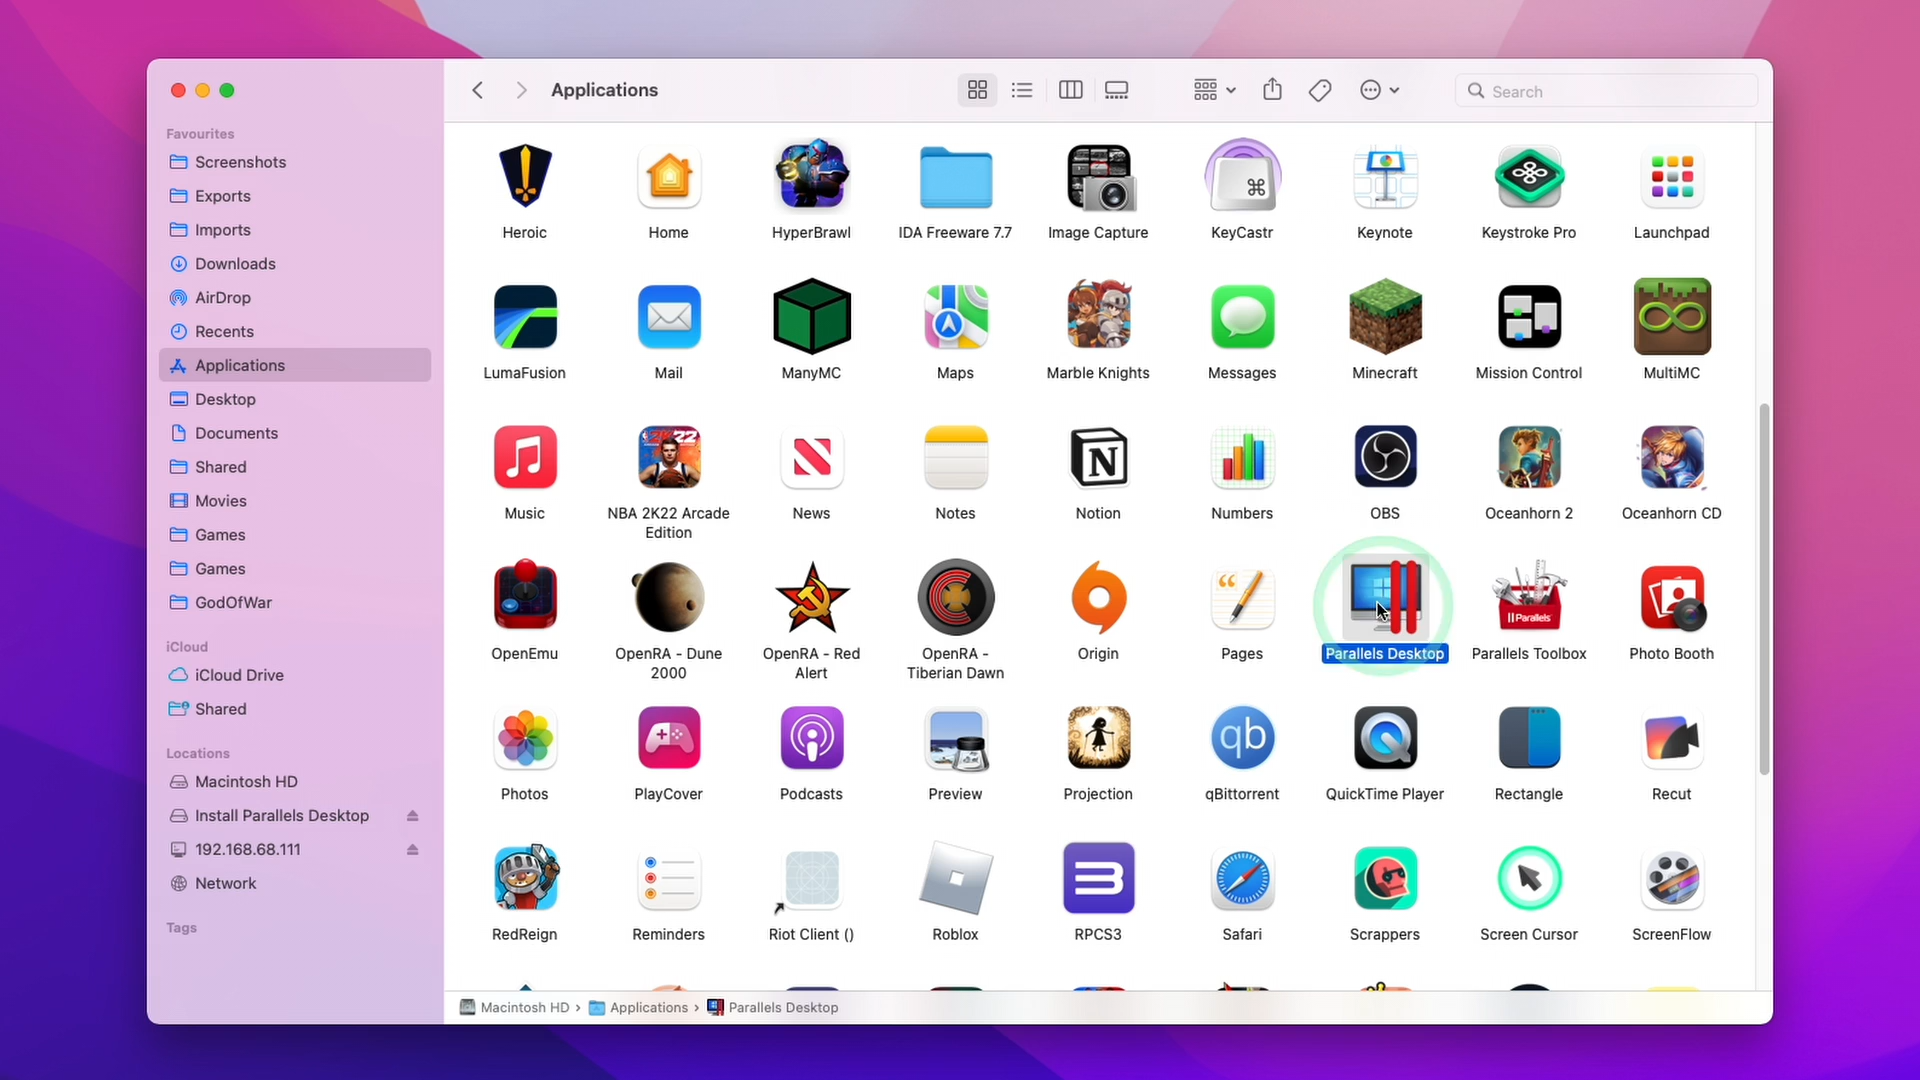 Applications
Search
Favourites
Screenshots
Exports
Imports
Downloads
AirDrop
Recents
Applications
Desktop
Documents
Shared
Movies
Games
Games
GodOfWar
iCloud
iCloud Drive
Shared
Locations
Macintosh HD
Install Parallels Desktop
192.168.68.111
Network
Tags
Heroic
Home
HyperBrawl
IDA Freeware 7.7
Image Capture
KeyCastr
Keynote
Keystroke Pro
Launchpad
LumaFusion
Mail
ManyMC
Maps
Marble Knights
Messages
Minecraft
Mission Control
MultiMC
2K22
N
Music
NBA 2K22 Arcade
Edition
News
Notes
Notion
Numbers
OBS
Oceanhorn 2
Oceanhorn CD
Parallels
OpenEmu
OpenRA - Dune
2000
OpenRA - Red
Alert
OpenRA -
Tiberian Dawn
Origin
Pages
Parallels Desktop
Parallels Toolbox
Photo Booth
qb
Photos
PlayCover
Podcasts
Preview
Projection
qBittorrent
QuickTime Player
Rectangle
Recut
RedReign
Reminders
Riot Client ()
Roblox
RPCS3
Safari
Scrappers
Screen Cursor
ScreenFlow
Macintosh HD › Applications › Parallels Desktop